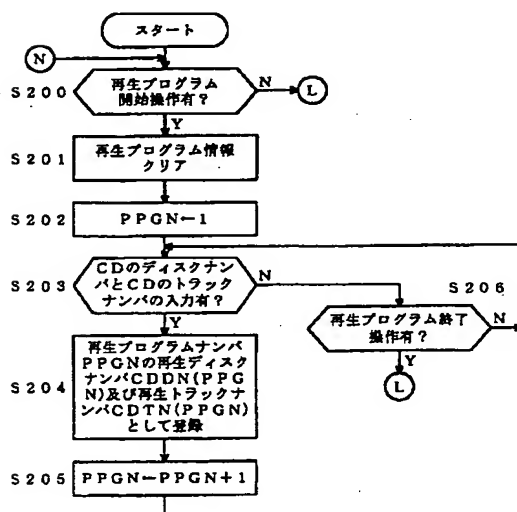 スタート
N
S200
再生プログラム
開始操作有？
N
L
Y
S201
再生プログラム情報
クリア
S202
PPGN←1
S203
CDのディスクナン
バとCDのトラック
ナンバの入力有？
N
S206
再生プログラム終了
操作有？
N
Y
L
Y
S204
再生プログラムナンバ
PPGNの再生ディスク
ナンバCDDN(PPG
N)及び再生トラックナ
ンバCDTN(PPGN)
として登録
S205
PPGN←PPGN+1